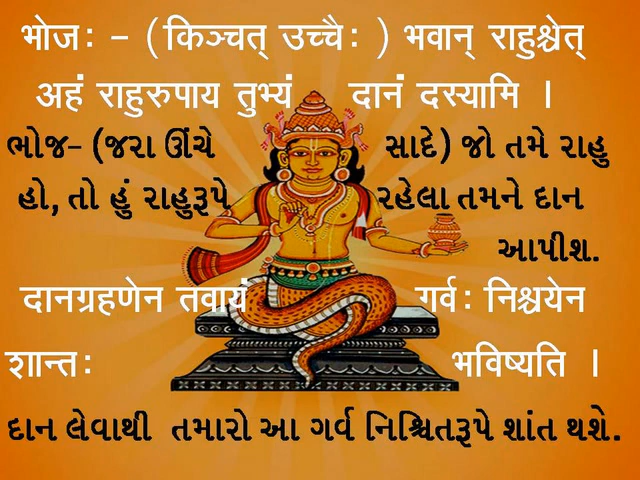 भोजः - (किञ्चत् उच्चैः ) भवान् राहुश्चेत्
अहं राहुरुपाय तुभ्यं दानं दस्यामि ।
ભોજ- (જરા ઊંચે સાદે) જો તમે રાહુ
હો, તો હું રાહુરૂપે રહેલા તમને દાન
આપીશ.
दानग्रहणेन तवायं गर्वः निश्चयेन
शान्तः भविष्यति ।
દાન લેવાથી તમારો આ ગર્વ નિશ્ચિતરૂપે શાંત થશે.